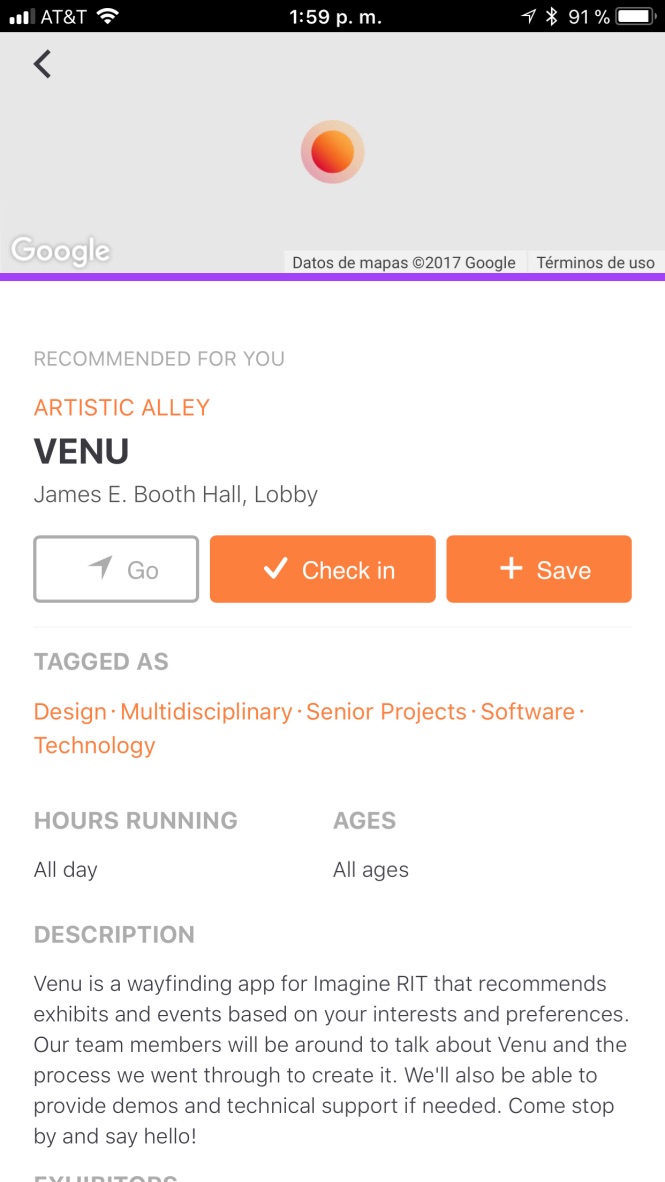 AT&T 1:59 p. m. 91 %
Google
Datos de mapas ©2017 Google Términos de uso
RECOMMENDED FOR YOU
ARTISTIC ALLEY
VENU
James E. Booth Hall, Lobby
Go Check in Save
TAGGED AS
Design · Multidisciplinary · Senior Projects · Software ·
Technology
HOURS RUNNING AGES
All day All ages
DESCRIPTION
Venu is a wayfinding app for Imagine RIT that recommends
exhibits and events based on your interests and preferences.
Our team members will be around to talk about Venu and the
process we went through to create it. We'll also be able to
provide demos and technical support if needed. Come stop
by and say hello!
EXHIBITORS